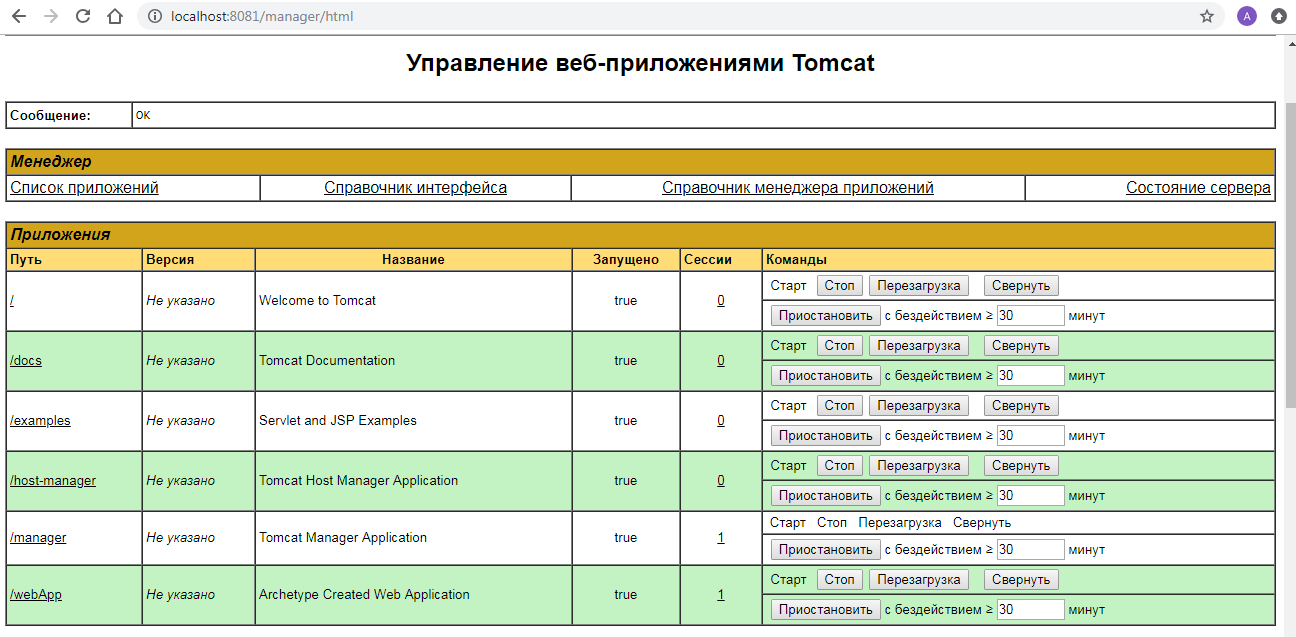 localhost:8081/manager/html
A
Управление веб-приложениями Tomcat
Сообщение: OK
Менеджер
Список приложений Справочник интерфейса Справочник менеджера приложений Состояние сервера
Приложения
Путь Версия Название Запущено Сессии Команды
/ Не указано Welcome to Tomcat true 0 Старт Стоп Перезагрузка Свернуть
Приостановить с бездействием ≥ 30 минут
/docs Не указано Tomcat Documentation true 0 Старт Стоп Перезагрузка Свернуть
Приостановить с бездействием ≥ 30 минут
/examples Не указано Servlet and JSP Examples true 0 Старт Стоп Перезагрузка Свернуть
Приостановить с бездействием ≥ 30 минут
/host-manager Не указано Tomcat Host Manager Application true 0 Старт Стоп Перезагрузка Свернуть
Приостановить с бездействием ≥ 30 минут
/manager Не указано Tomcat Manager Application true 1 Старт Стоп Перезагрузка Свернуть
Приостановить с бездействием ≥ 30 минут
/webApp Не указано Archetype Created Web Application true 1 Старт Стоп Перезагрузка Свернуть
Приостановить с бездействием ≥ 30 минут